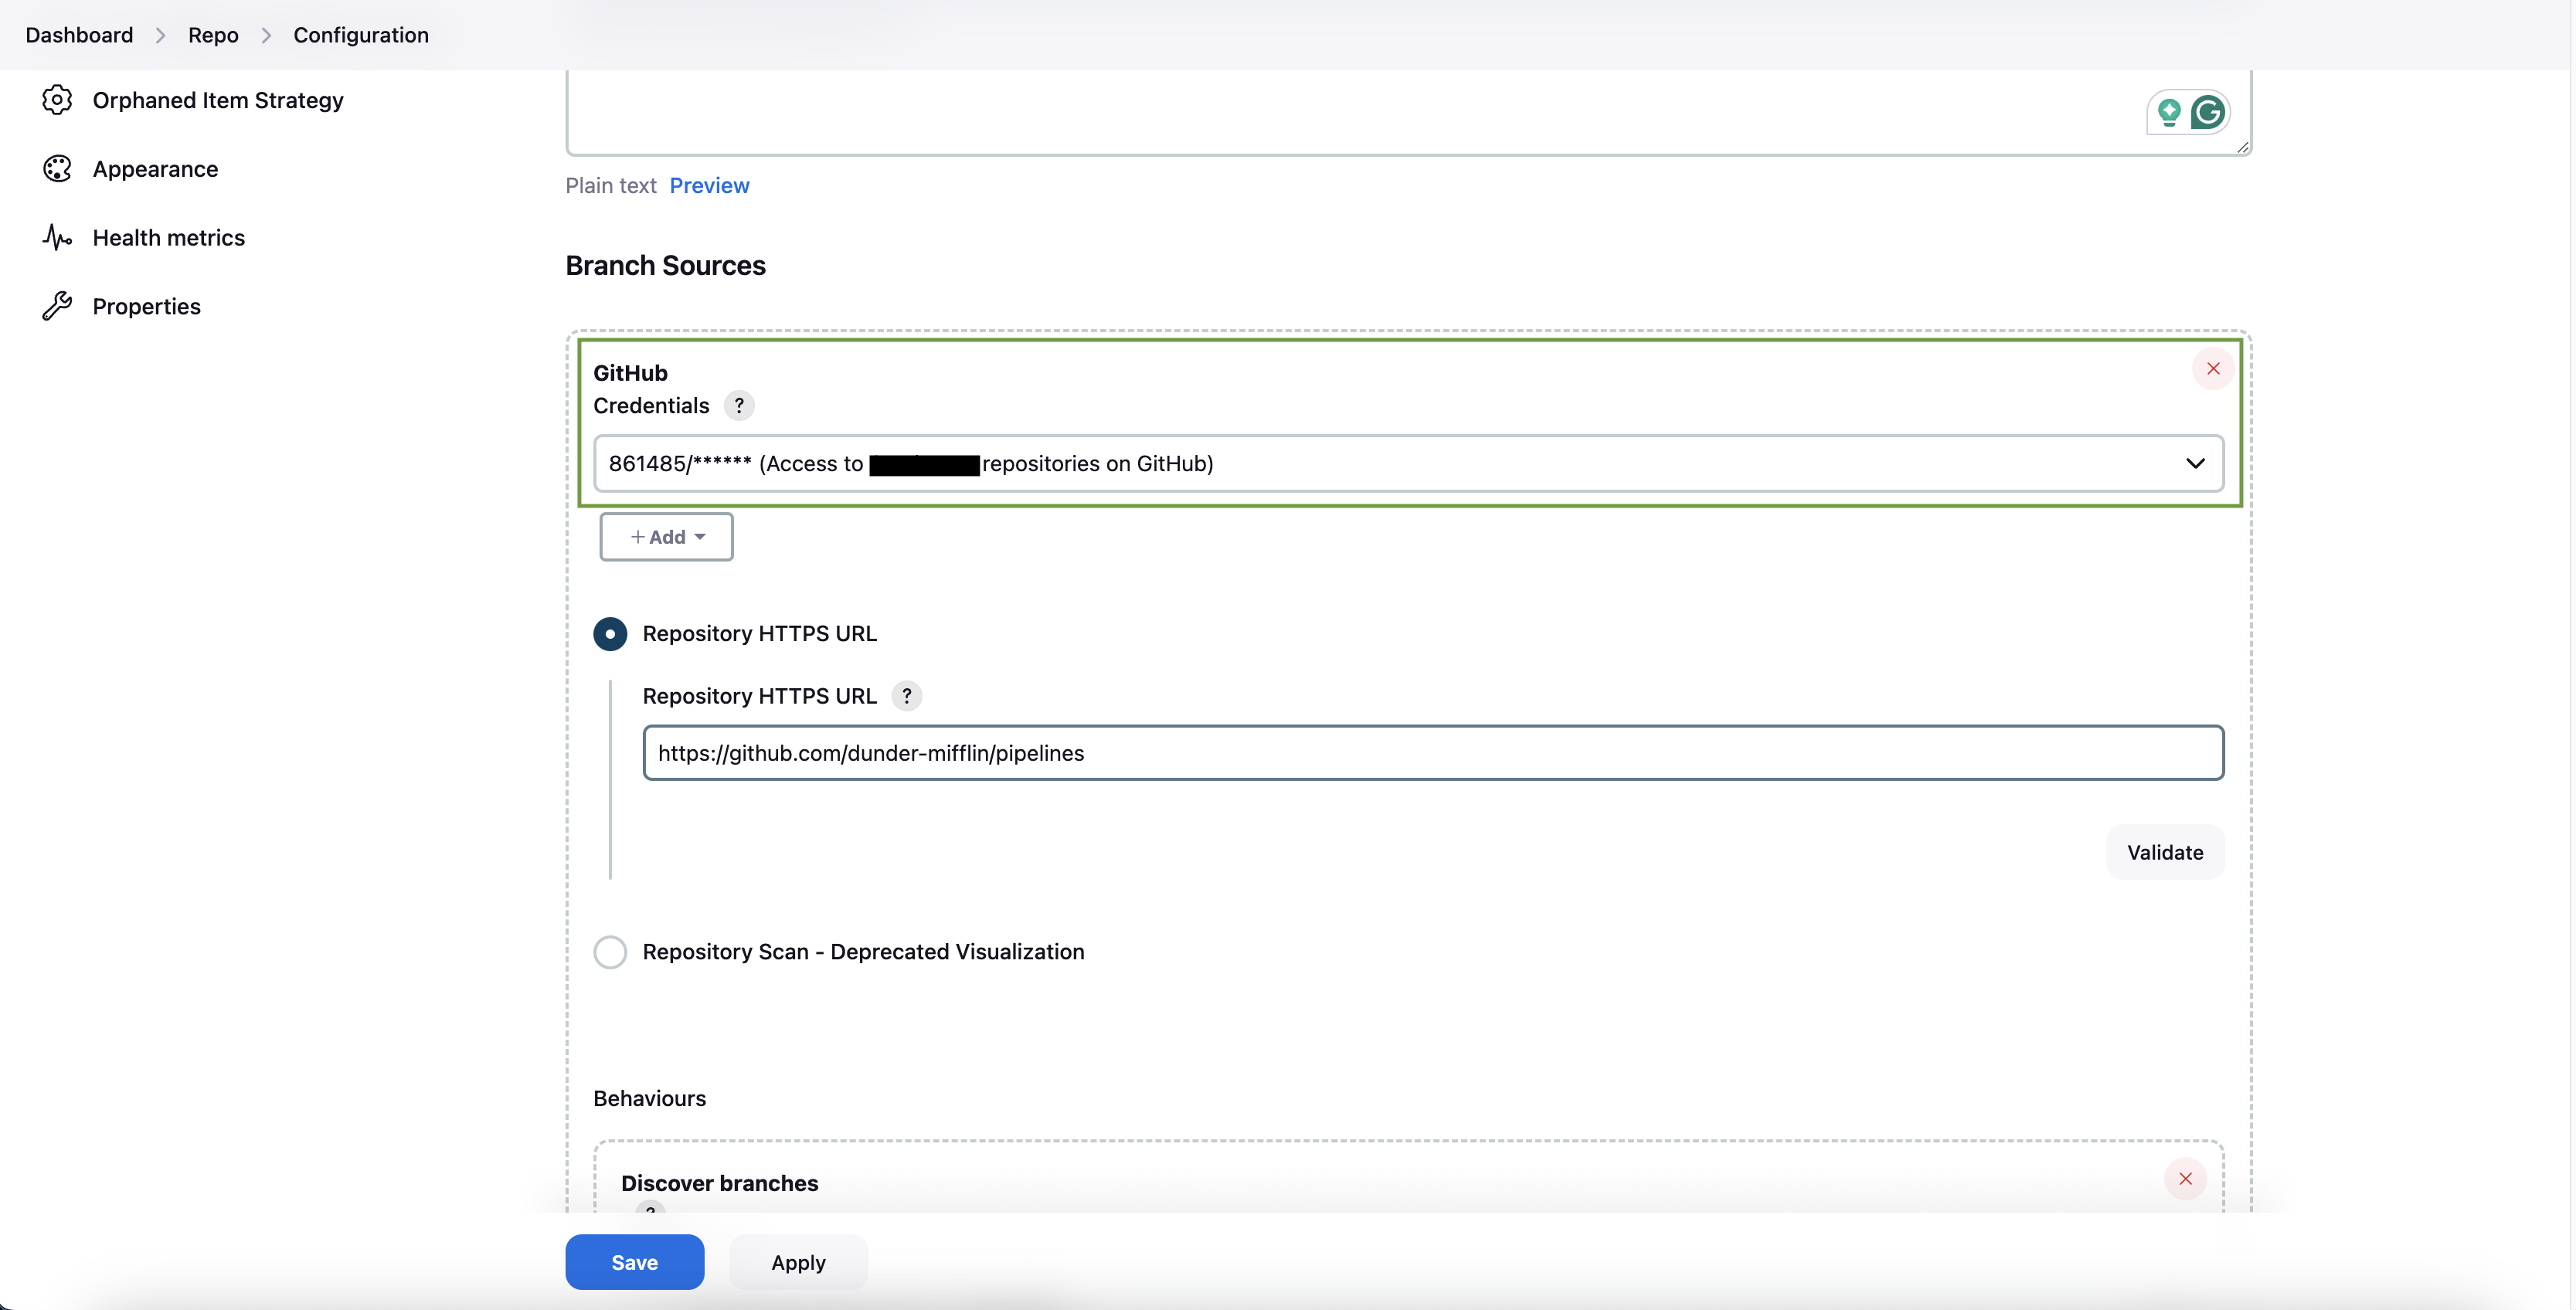 Dashboard > Repo > Configuration
Orphaned Item Strategy
Appearance
Health metrics
Properties
G
Plain text Preview
Branch Sources
GitHub
Credentials ?
861485/****** (Access to repositories on GitHub)
+ Add
Repository HTTPS URL
Repository HTTPS URL ?
https://github.com/dunder-mifflin/pipelines
Validate
Repository Scan - Deprecated Visualization
Behaviours
Discover branches
?
Save
Apply